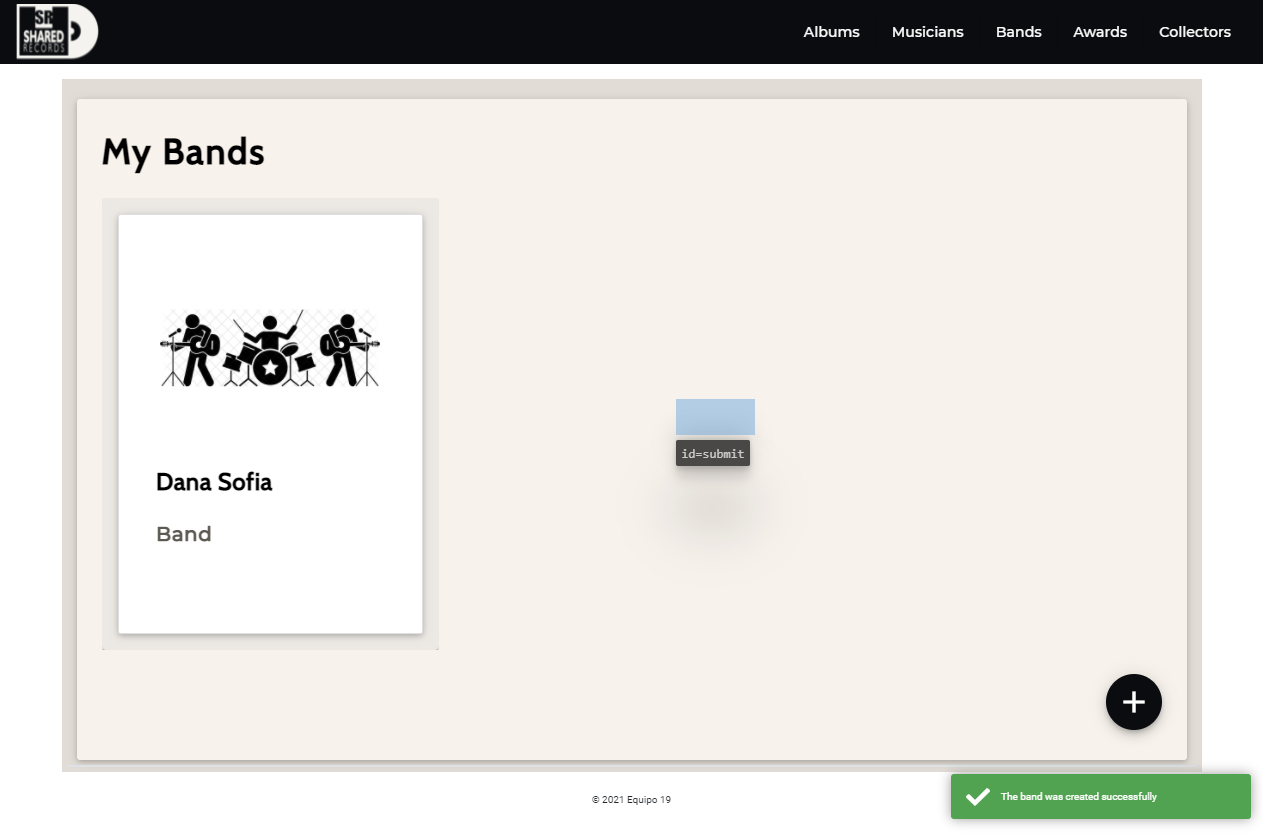 SR
SHARED
RECORDS
Albums Musicians Bands Awards Collectors
My Bands
Dana Sofia
Band
id=submit
© 2021 Equipo 19
The band was created successfully